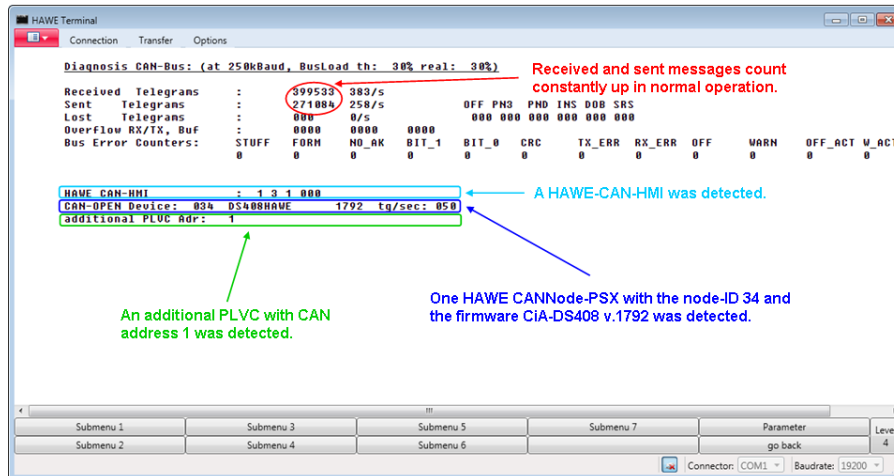 HAWE Terminal
Connection Transfer Options
Diagnosis CAN-Bus: (at 250kBaud, BusLoad th: 30% real: 30%)
Received Telegrams : 399533 383/s
Sent Telegrams : 271084 258/s OFF PN3 PND INS DOB SRS
Lost Telegrams : 000 0/s 000 000 000 000 000 000
Overflow RX/TX, Buf : 0000 0000 0000
Bus Error Counters: STUFF FORM NO_AK BIT_1 BIT_0 CRC TX_ERR RX_ERR OFF WARN OFF_ACT W_ACT
0 0 0 0 0 0 0 0 0 0 0 0
Received and sent messages count
constantly up in normal operation.
HAWE CAN-HMI : 1 3 1 000
CAN-OPEN Device: 034 DS408HAWE 1792 tg/sec: 050
additional PLVC Adr: 1
A HAWE-CAN-HMI was detected.
One HAWE CANNode-PSX with the node-ID 34 and
the firmware CiA-DS408 v.1792 was detected.
An additional PLVC with CAN
address 1 was detected.
Submenu 1 Submenu 3 Submenu 5 Submenu 7 Parameter
Submenu 2 Submenu 4 Submenu 6 go back
Leve
4
Connector: COM1 Baudrate: 19200